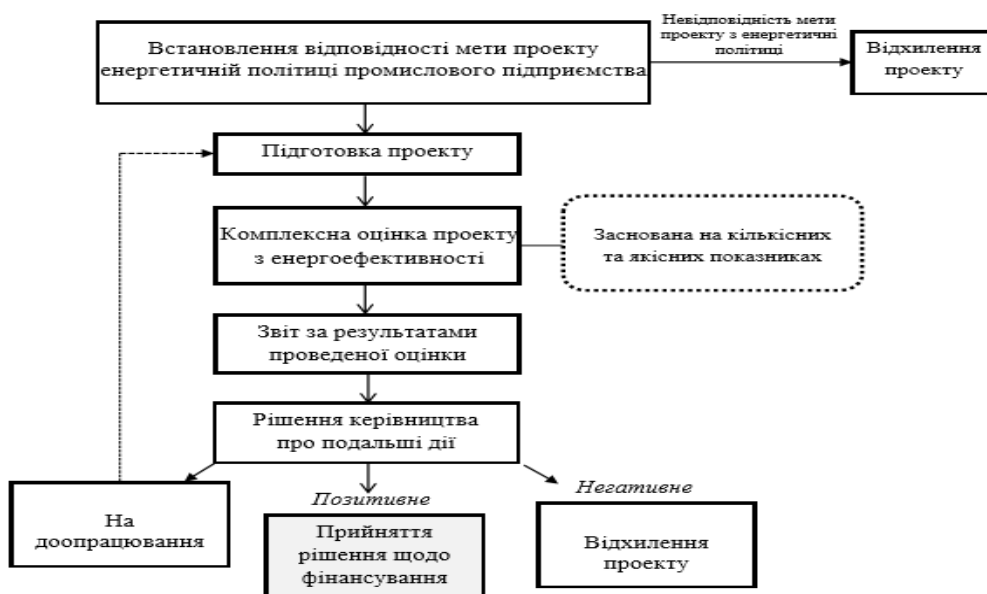 Встановлення відповідності мети проекту
енергетичній політиці промислового підприємства
Невідповідність мети
проекту з енергетичні
політиці
Відхилення
проекту
Підготовка проекту
Комплексна оцінка проекту
з енергоефективності
Заснована на кількісних
та якісних показниках
Звіт за результатами
проведеної оцінки
Рішення керівництва
про подальші дії
На
доопрацювання
Позитивне
Прийняття
рішення щодо
фінансування
Негативне
Відхилення
проекту